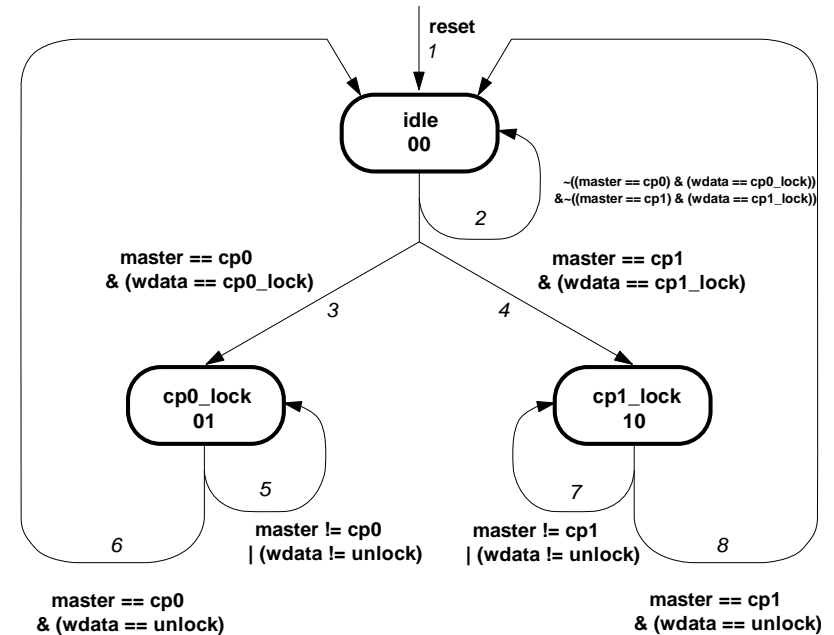 reset
1
idle
00
~((master == cp0) & (wdata == cp0_lock))
&~((master == cp1) & (wdata == cp1_lock))
2
master == cp0
& (wdata == cp0_lock)
master == cp1
& (wdata == cp1_lock)
3
4
cp0_lock
01
cp1_lock
10
5
7
master != cp0
| (wdata != unlock)
master != cp1
| (wdata != unlock)
6
8
master == cp0
& (wdata == unlock)
master == cp1
& (wdata == unlock)